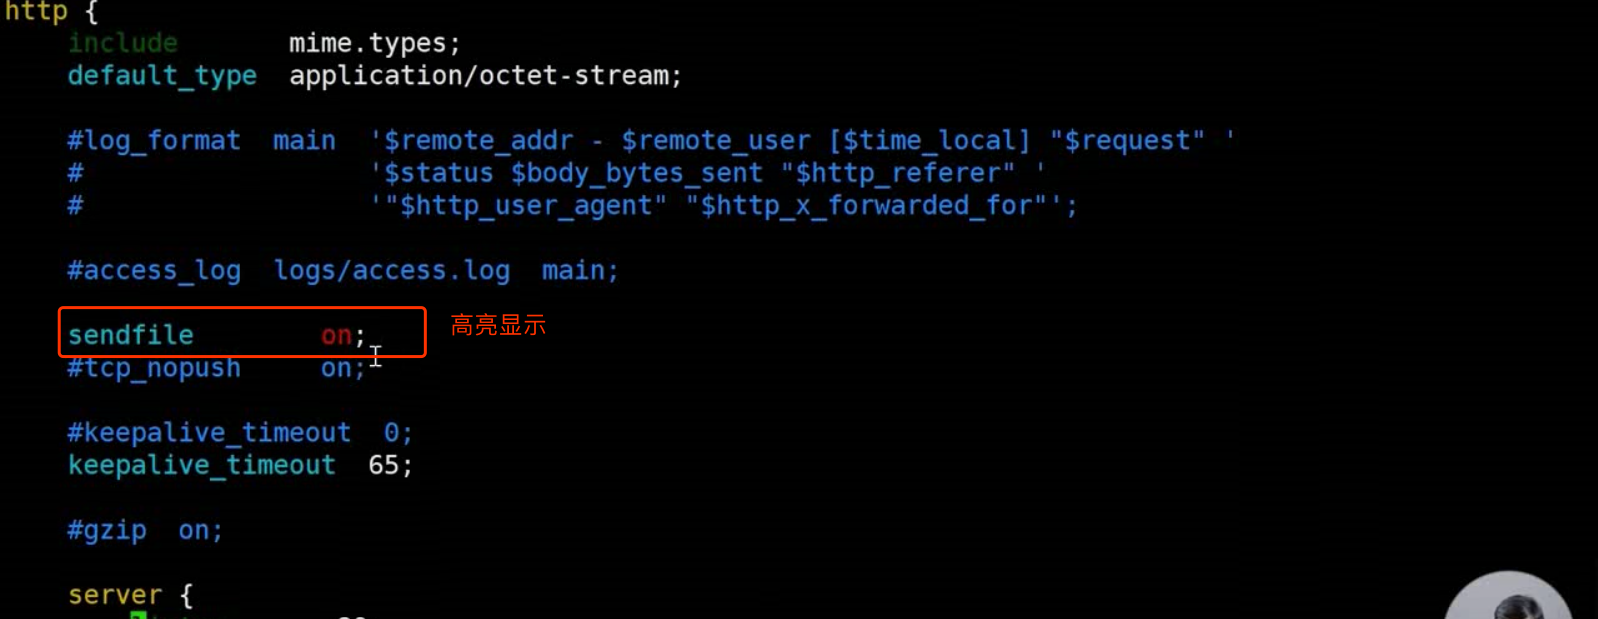 http {
    include       mime.types;
    default_type  application/octet-stream;
    #log_format  main  '$remote_addr - $remote_user [$time_local] "$request" '
    #                  '$status $body_bytes_sent "$http_referer" '
    #                  '"$http_user_agent" "$http_x_forwarded_for"';
    #access_log  logs/access.log  main;
    sendfile        on; 高亮显示
    #tcp_nopush     on;
    #keepalive_timeout  0;
    keepalive_timeout  65;
    #gzip  on;
    server {